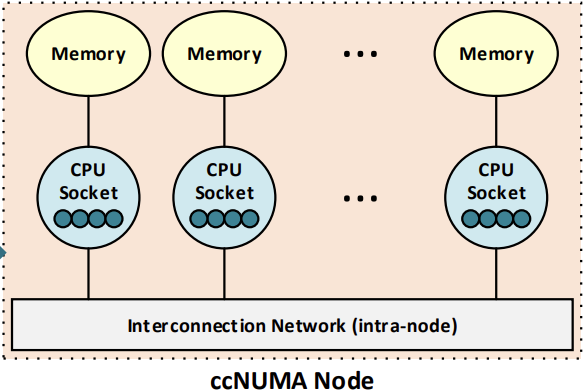 Memory Memory ... Memory
CPU Socket
CPU Socket
...
CPU Socket
Interconnection Network (intra-node)
ccNUMA Node